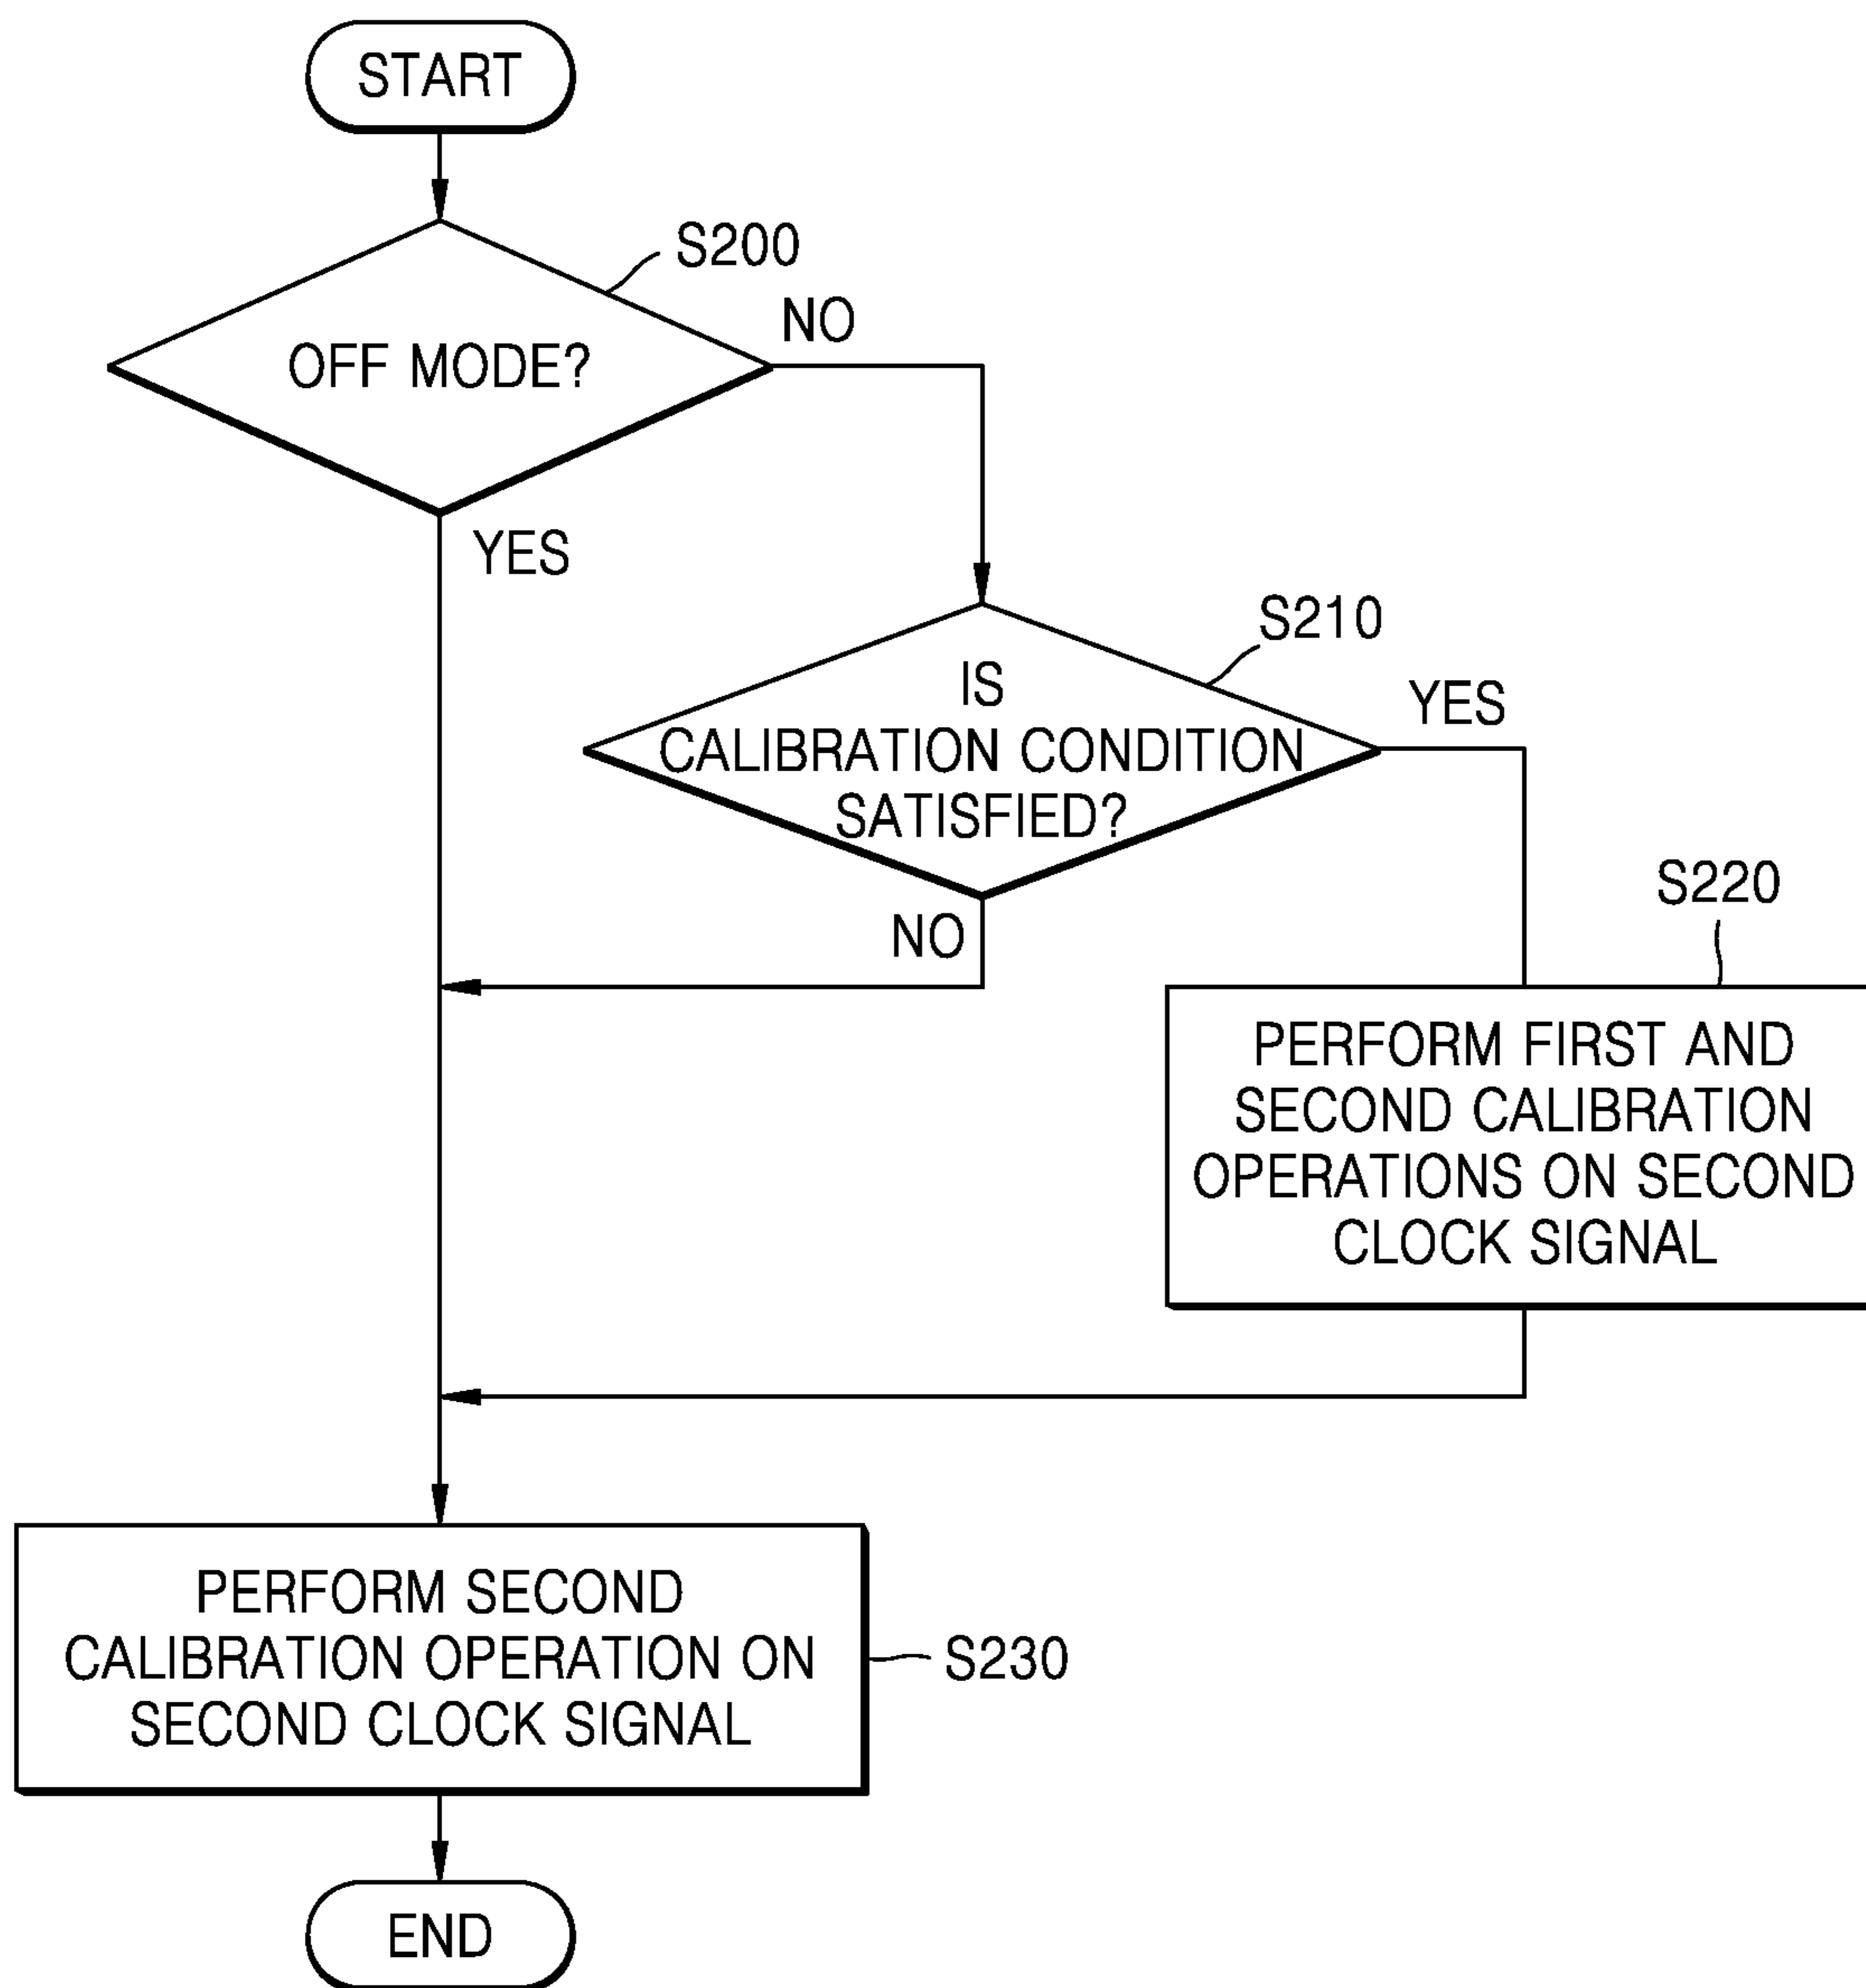 START
S200
NO
OFF MODE?
YES
S210
IS
CALIBRATION CONDITION
SATISFIED?
YES
NO
S220
PERFORM FIRST AND
SECOND CALIBRATION
OPERATIONS ON SECOND
CLOCK SIGNAL
PERFORM SECOND
CALIBRATION OPERATION ON
SECOND CLOCK SIGNAL
S230
END